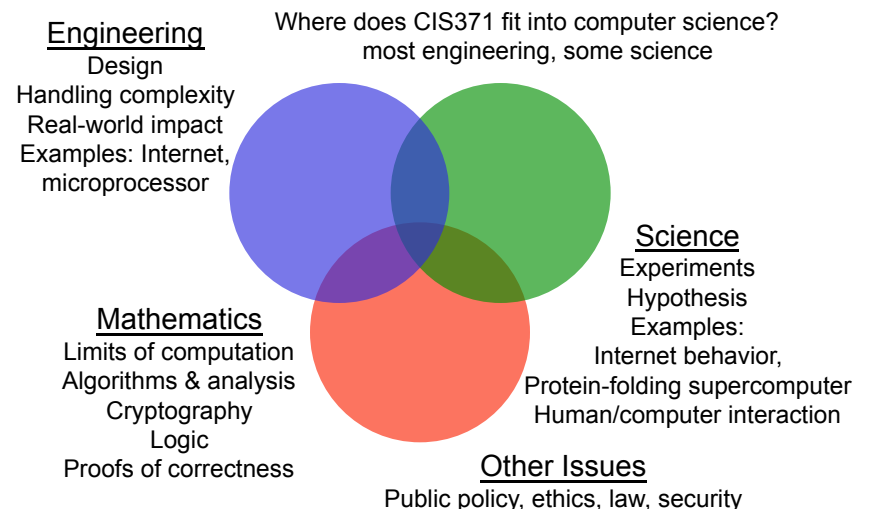 Where does CIS371 fit into computer science?
most engineering, some science
Engineering
Design
Handling complexity
Real-world impact
Examples: Internet,
microprocessor
Science
Experiments
Hypothesis
Examples:
Internet behavior,
Protein-folding supercomputer
Human/computer interaction
Mathematics
Limits of computation
Algorithms & analysis
Cryptography
Logic
Proofs of correctness
Other Issues
Public policy, ethics, law, security